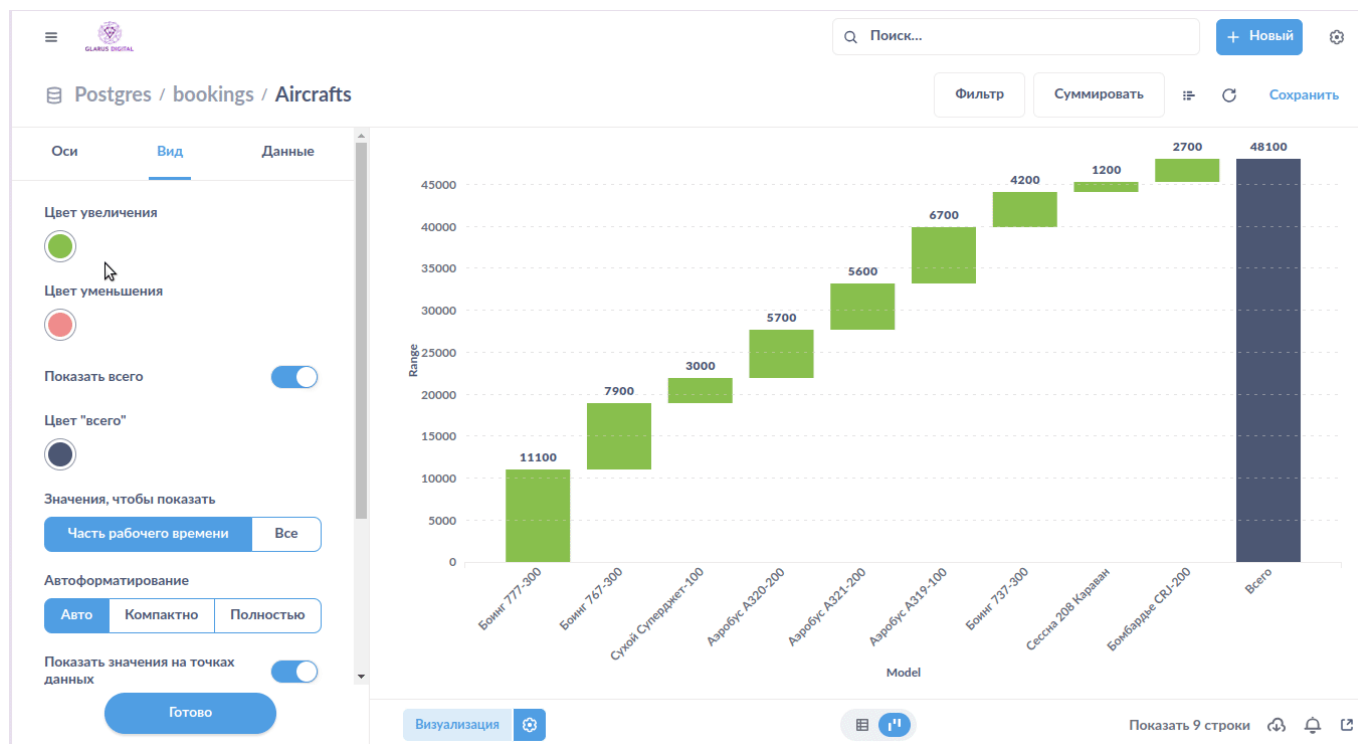 GLARUS DIGITAL
Поиск...
+ Новый
Postgres / bookings / Aircrafts
Фильтр
Суммировать
Сохранить
Оси
Вид
Данные
Цвет увеличения
Цвет уменьшения
Показать всего
Цвет "всего"
Значения, чтобы показать
Часть рабочего времени
Все
Автоформатирование
Авто
Компактно
Полностью
Показать значения на точках
данных
Готово
45000
40000
35000
30000
25000
20000
15000
10000
5000
0
Range
11100
7900
3000
5700
5600
6700
4200
1200
2700
48100
Боинг 777-300
Боинг 767-300
Сухой Суперджет-100
Аэробус A320-200
Аэробус A321-200
Аэробус A319-100
Боинг 737-300
Сессна 208 Караван
Бомбардье CRJ-200
Всего
Model
Визуализация
Показать 9 строки